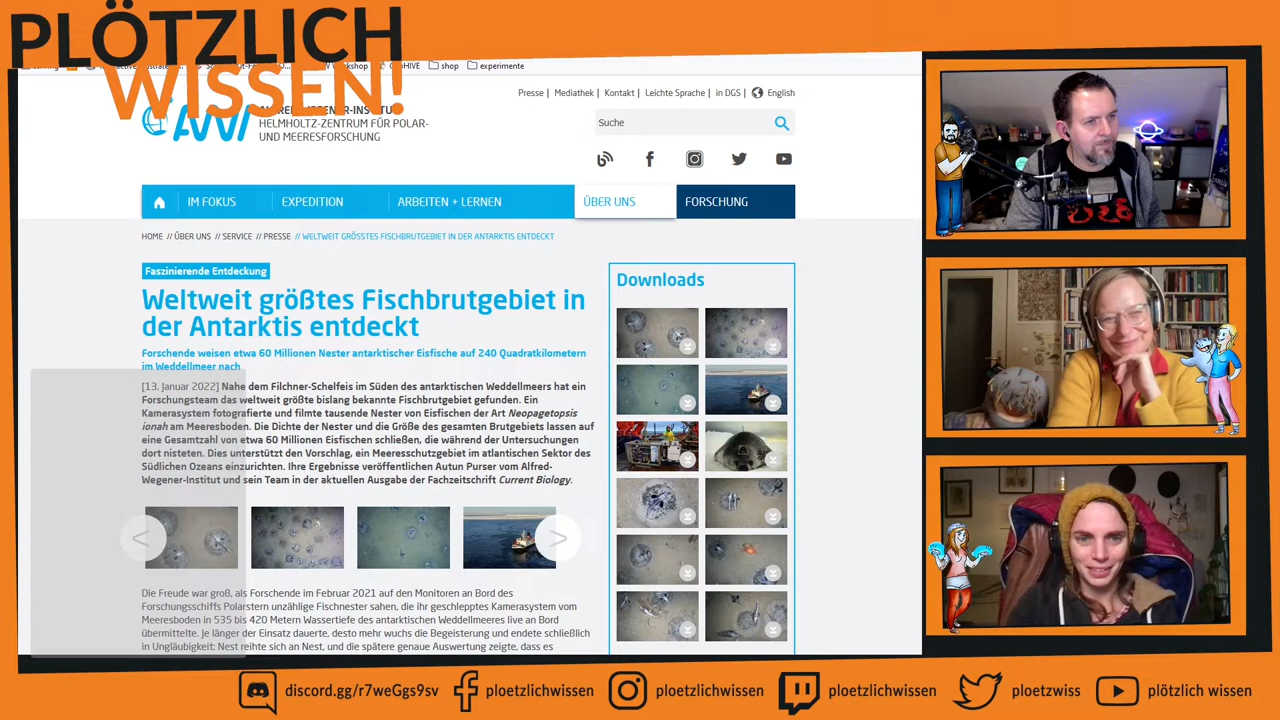 PLÖTZLICH
WISSEN!
shop
experimente
Presse | Mediathek | Kontakt | Leichte Sprache | in DGS | English
AWI
HELMHOLTZ-ZENTRUM FÜR POLAR-
UND MEERESFORSCHUNG
Suche
IM FOKUS
EXPEDITION
ARBEITEN + LERNEN
ÜBER UNS
FORSCHUNG
HOME // ÜBER UNS // SERVICE // PRESSE // WELTWEIT GRÖSSTES FISCHBRUTGEBIET IN DER ANTARKTIS ENTDECKT
Faszinierende Entdeckung
Weltweit größtes Fischbrutgebiet in
der Antarktis entdeckt
Forschende weisen etwa 60 Millionen Nester antarktischer Eisfische auf 240 Quadratkilometern
im Weddellmeer nach
[13. Januar 2022] Nahe dem Filchner-Schelfeis im Süden des antarktischen Weddellmeers hat ein
Forschungsteam das weltweit größte bislang bekannte Fischbrutgebiet gefunden. Ein
Kamerasystem fotografierte und filmte tausende Nester von Eisfischen der Art Neopagetopsis
ionah am Meeresboden. Die Dichte der Nester und die Größe des gesamten Brutgebiets lassen auf
eine Gesamtzahl von etwa 60 Millionen Eisfischen schließen, die während der Untersuchungen
dort nisteten. Dies unterstützt den Vorschlag, ein Meeresschutzgebiet im atlantischen Sektor des
Südlichen Ozeans einzurichten. Ihre Ergebnisse veröffentlichen Autun Purser vom Alfred-
Wegener-Institut und sein Team in der aktuellen Ausgabe der Fachzeitschrift Current Biology.
Die Freude war groß, als Forschende im Februar 2021 auf den Monitoren an Bord des
Forschungsschiffs Polarstern unzählige Fischnester sahen, die ihr geschlepptes Kamerasystem vom
Meeresboden in 535 bis 420 Metern Wassertiefe des antarktischen Weddellmeeres live an Bord
übermittelte. Je länger der Einsatz dauerte, desto mehr wuchs die Begeisterung und endete schließlich
in Ungläubigkeit: Nest reihte sich an Nest, und die spätere genaue Auswertung zeigte, dass es
Downloads
discord.gg/r7weGgs9sv
ploetzlichwissen
ploetzlichwissen
ploetzlichwissen
ploetzwiss
plötzlich wissen